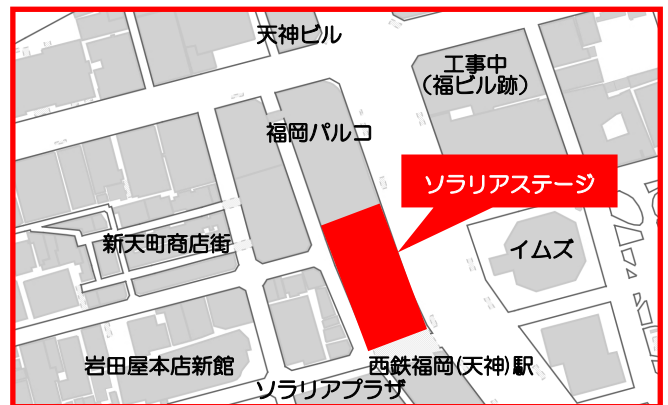 天神ビル
工事中
（福ビル跡）
福岡パルコ
ソラリアステージ
新天町商店街
イムズ
岩田屋本店新館
西鉄福岡(天神)駅
ソラリアプラザ